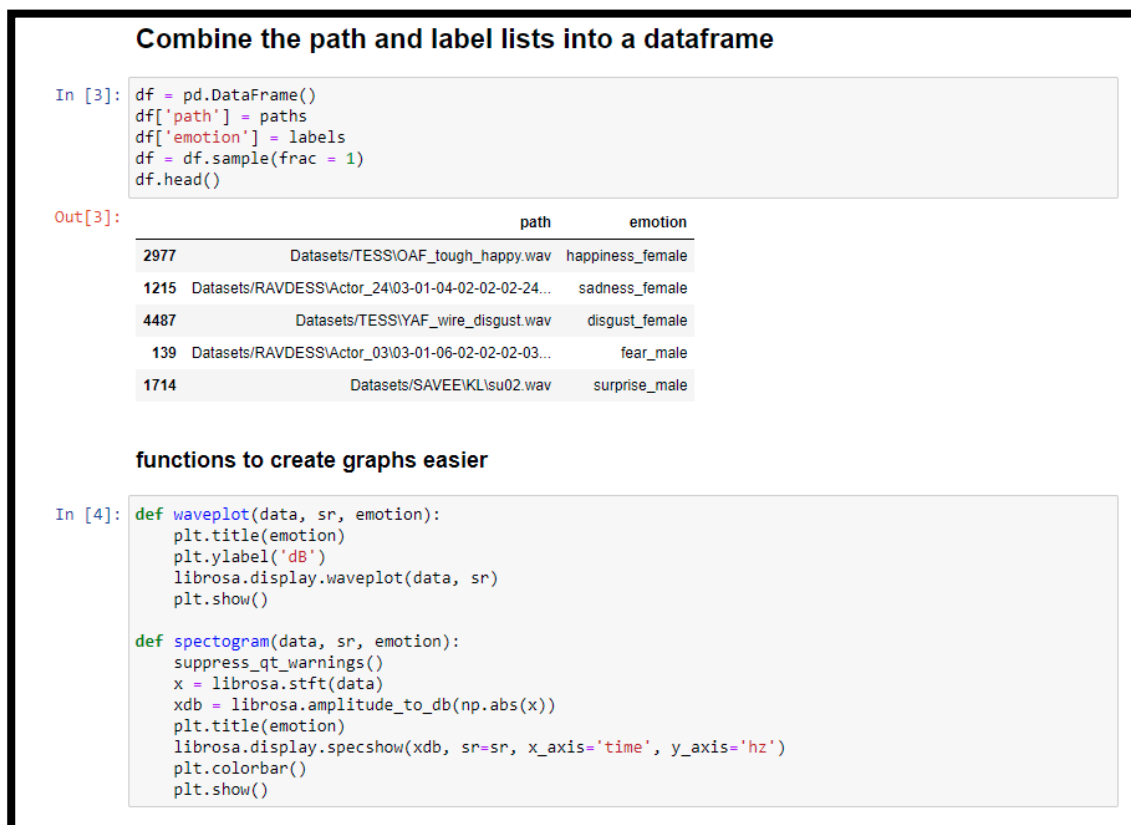 Combine the path and label lists into a dataframe
In [3]: df = pd.DataFrame()
df['path'] = paths
df['emotion'] = labels
df = df.sample(frac = 1)
df.head()
Out[3]:
path emotion
2977 Datasets/TESS\OAF_tough_happy.wav happiness_female
1215 Datasets/RAVDESS\Actor_24\03-01-04-02-02-02-24... sadness_female
4487 Datasets/TESS\YAF_wire_disgust.wav disgust_female
139 Datasets/RAVDESS\Actor_03\03-01-06-02-02-02-03... fear_male
1714 Datasets/SAVEE\KL\su02.wav surprise_male
functions to create graphs easier
In [4]: def waveplot(data, sr, emotion):
    plt.title(emotion)
    plt.ylabel('dB')
    librosa.display.waveplot(data, sr)
    plt.show()
def spectogram(data, sr, emotion):
    suppress_qt_warnings()
    x = librosa.stft(data)
    xdb = librosa.amplitude_to_db(np.abs(x))
    plt.title(emotion)
    librosa.display.specshow(xdb, sr=sr, x_axis='time', y_axis='hz')
    plt.colorbar()
    plt.show()